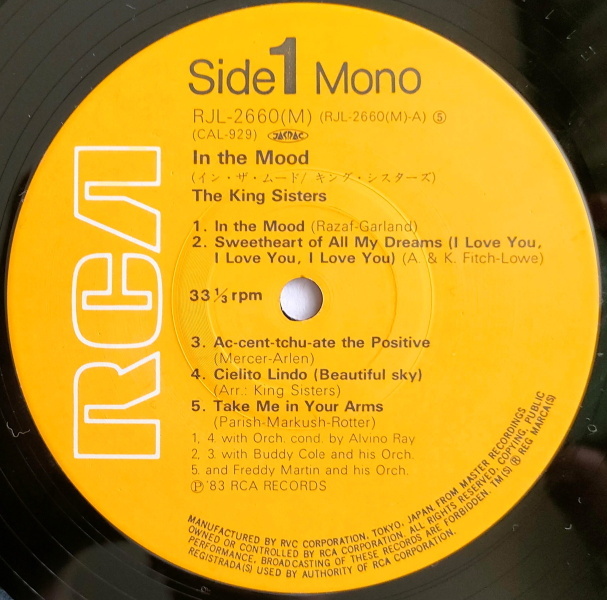 Side 1 Mono
RJL-2660(M) (RJL-2660(M)-A) ⑤
(CAL-929) JASRAC
In the Mood
(イン・ザ・ムード/ キング・シスターズ)
The King Sisters
1. In the Mood (Razaf-Garland)
2. Sweetheart of All My Dreams (I Love You,
I Love You, I Love You) (A. & K. Fitch-Lowe)
33 1/3 rpm
3. Ac-cent-tchu-ate the Positive
(Mercer-Arlen)
4. Cielito Lindo (Beautiful sky)
(Arr.: King Sisters)
5. Take Me in Your Arms
(Parish-Markush-Rotter)
1, 4. with Orch. cond. by Alvino Ray
2, 3. with Buddy Cole and his Orch.
5. and Freddy Martin and his Orch.
Ⓟ '83 RCA RECORDS
RCA
MANUFACTURED BY RVC CORPORATION, TOKYO, JAPAN FROM MASTER RECORDINGS
OWNED OR CONTROLLED BY RCA CORPORATION. ALL RIGHTS RESERVED. COPYING, PUBLIC
PERFORMANCE, BROADCASTING OF THESE RECORDS ARE FORBIDDEN. TM(S) ® REG MARCA(S)
REGISTRADA(S) USED BY AUTHORITY OF RCA CORPORATION.